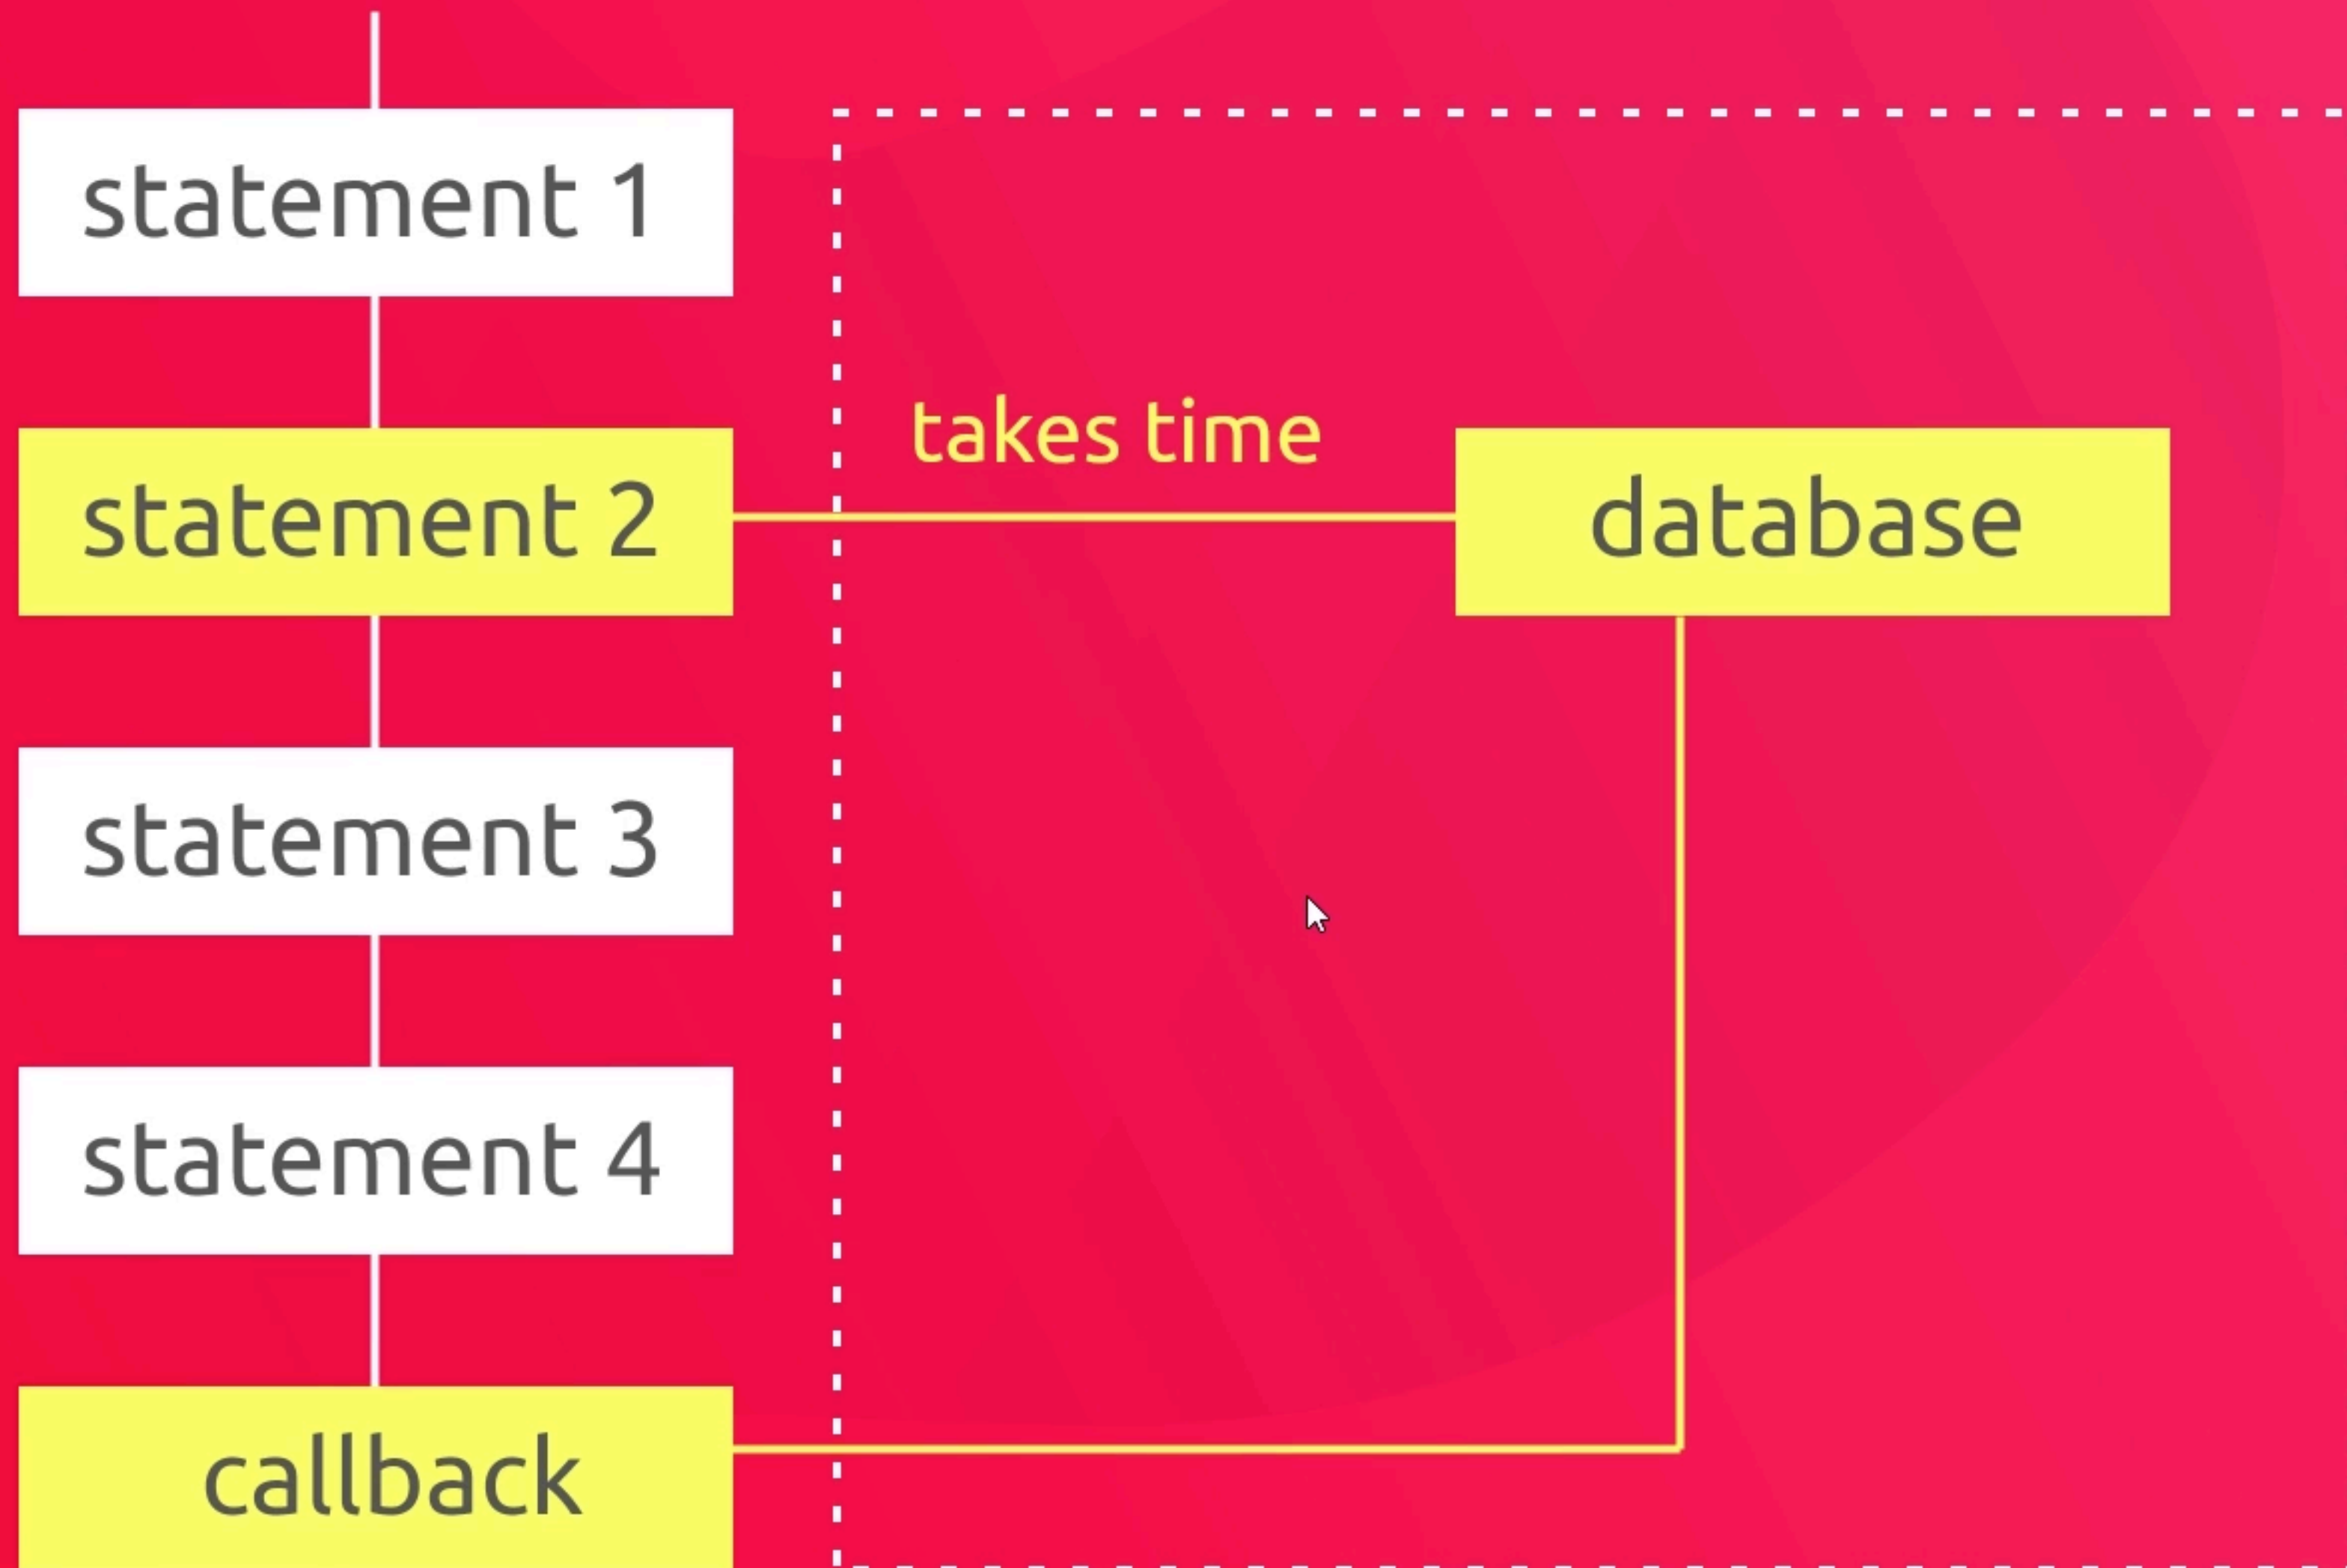 statement 1
takes time
statement 2
database
statement 3
statement 4
callback